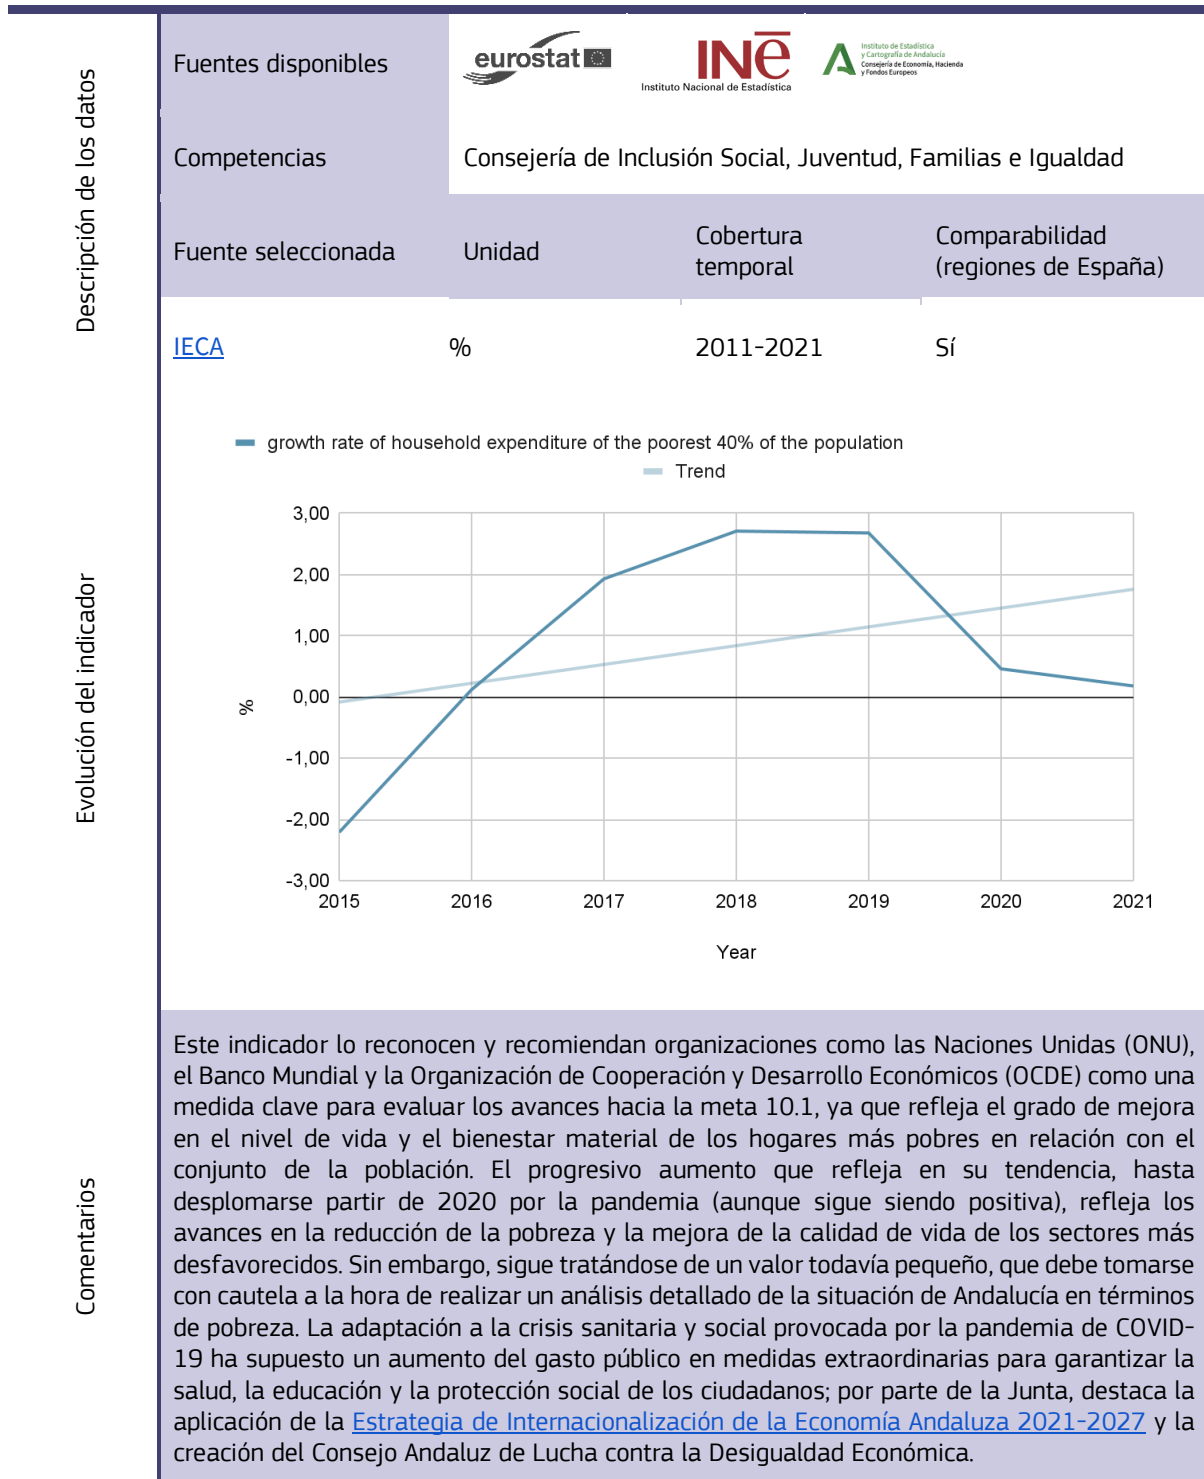 Descripción de los datos
Fuentes disponibles
eurostat
INe
Instituto Nacional de Estadística
A
Instituto de Estadística
y Cartografía de Andalucía
Consejería de Economía, Hacienda
y Fondos Europeos
Competencias
Consejería de Inclusión Social, Juventud, Familias e Igualdad
Fuente seleccionada
Unidad
Cobertura
temporal
Comparabilidad
(regiones de España)
IECA
%
2011-2021
Sí
Evolución del indicador
growth rate of household expenditure of the poorest 40% of the population
Trend
3,00
2,00
1,00
0,00
-1,00
-2,00
-3,00
%
2015
2016
2017
2018
2019
2020
2021
Year
Comentarios
Este indicador lo reconocen y recomiendan organizaciones como las Naciones Unidas (ONU),
el Banco Mundial y la Organización de Cooperación y Desarrollo Económicos (OCDE) como una
medida clave para evaluar los avances hacia la meta 10.1, ya que refleja el grado de mejora
en el nivel de vida y el bienestar material de los hogares más pobres en relación con el
conjunto de la población. El progresivo aumento que refleja en su tendencia, hasta
desplomarse partir de 2020 por la pandemia (aunque sigue siendo positiva), refleja los
avances en la reducción de la pobreza y la mejora de la calidad de vida de los sectores más
desfavorecidos. Sin embargo, sigue tratándose de un valor todavía pequeño, que debe tomarse
con cautela a la hora de realizar un análisis detallado de la situación de Andalucía en términos
de pobreza. La adaptación a la crisis sanitaria y social provocada por la pandemia de COVID-
19 ha supuesto un aumento del gasto público en medidas extraordinarias para garantizar la
salud, la educación y la protección social de los ciudadanos; por parte de la Junta, destaca la
aplicación de la Estrategia de Internacionalización de la Economía Andaluza 2021-2027 y la
creación del Consejo Andaluz de Lucha contra la Desigualdad Económica.